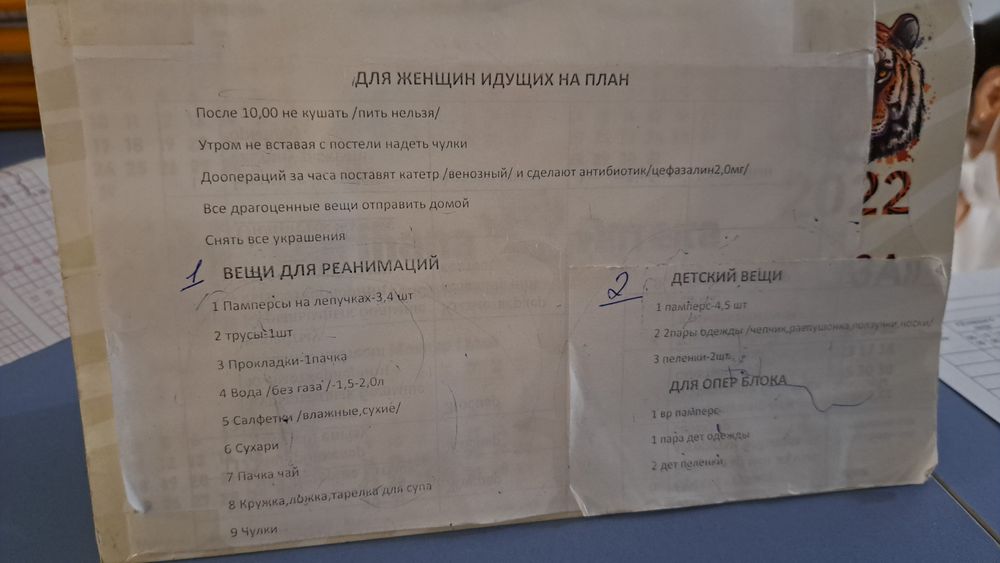 ДЛЯ ЖЕНЩИН ИДУЩИХ НА ПЛАН
После 10,00 не кушать /пить нельзя/
Утром не вставая с постели надеть чулки
Доопераций за часа поставят катетр /венозный/ и сделают антибиотик/цефазалин2,0мг/
Все драгоценные вещи отправить домой
Снять все украшения
1 ВЕЩИ ДЛЯ РЕАНИМАЦИЙ
1 Памперсы на лепучках-3,4 шт
2 трусы-1шт
3 Прокладки-1пачка
4 Вода /без газа /-1,5-2,0л
5 Салфетки /влажные,сухие/
6 Сухари
7 Пачка чай
8 Кружка,ложка,тарелка для супа
9 Чулки
2 ДЕТСКИЙ ВЕЩИ
1 памперс-4,5 шт
2 2пары одежды /чепчик,распушонка,ползунки,носки/
3 пеленки-2шт
ДЛЯ ОПЕР БЛОКА
1 вр памперс
1 пара дет одежды
2 дет пеленки
2022